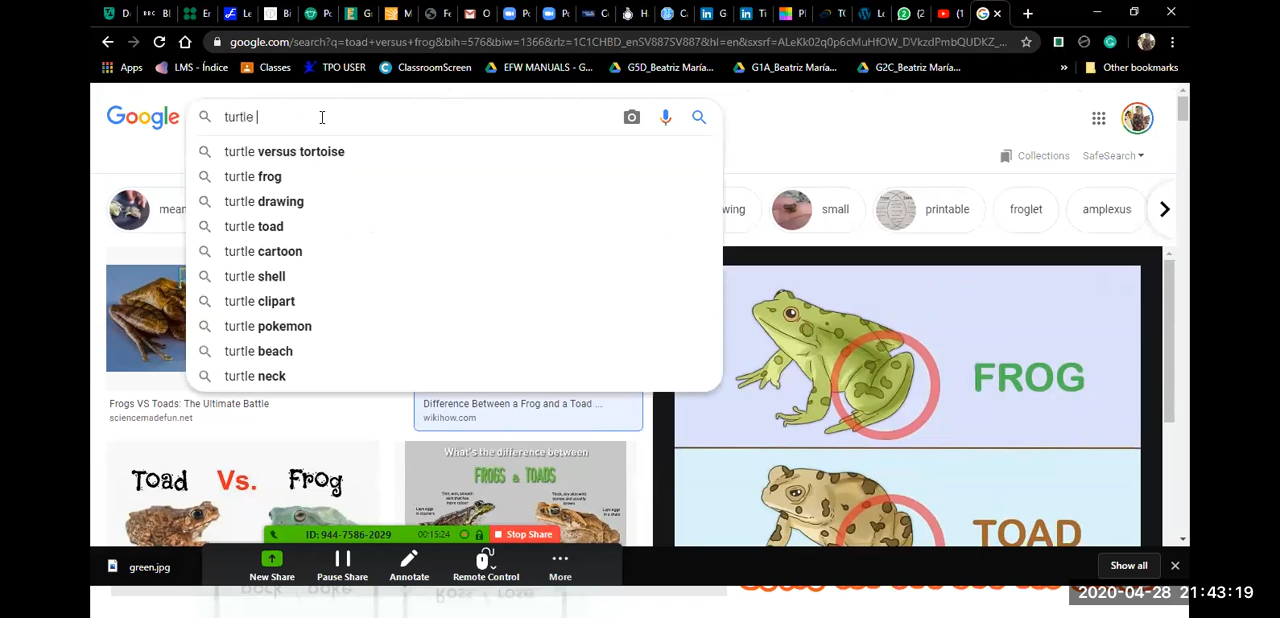 google.com/search?q=toad+versus+frog&bih=576&biw=1366&rlz=1C1CHBD_enSV887SV887&hl=en&sxsrf=ALeKk02q0p6cMuHfOW_DVkzdPmbQUDKZ_...
Apps LMS - Índice Classes TPO USER ClassroomScreen EFW MANUALS - G... G5D_Beatriz María... G1A_Beatriz María... G2C_Beatriz María... » Other bookmarks
Google turtle
Collections SafeSearch
turtle versus tortoise
turtle frog
turtle drawing
turtle toad
turtle cartoon
turtle shell
turtle clipart
turtle pokemon
turtle beach
turtle neck
mean
wing small printable froglet amplexus
Frogs VS Toads: The Ultimate Battle
sciencemadefun.net
Difference Between a Frog and a Toad ...
wikihow.com
FROG
TOAD
Toad Vs. Frog
What's the difference between
FROGS & TOADS
ID: 944-7586-2029 00:15:24 Stop Share
New Share Pause Share Annotate Remote Control More
green.jpg
Show all
2020-04-28 21:43:19